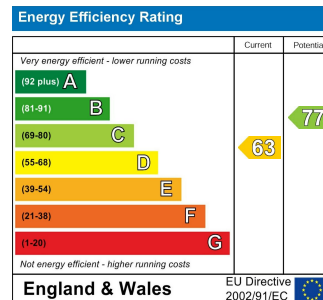 Energy Efficiency Rating
Current Potential
Very energy efficient - lower running costs
(92 plus) A
(81-91) B
77
(69-80) C
63
(55-68) D
(39-54) E
(21-38) F
(1-20) G
Not energy efficient - higher running costs
England & Wales
EU Directive
2002/91/EC